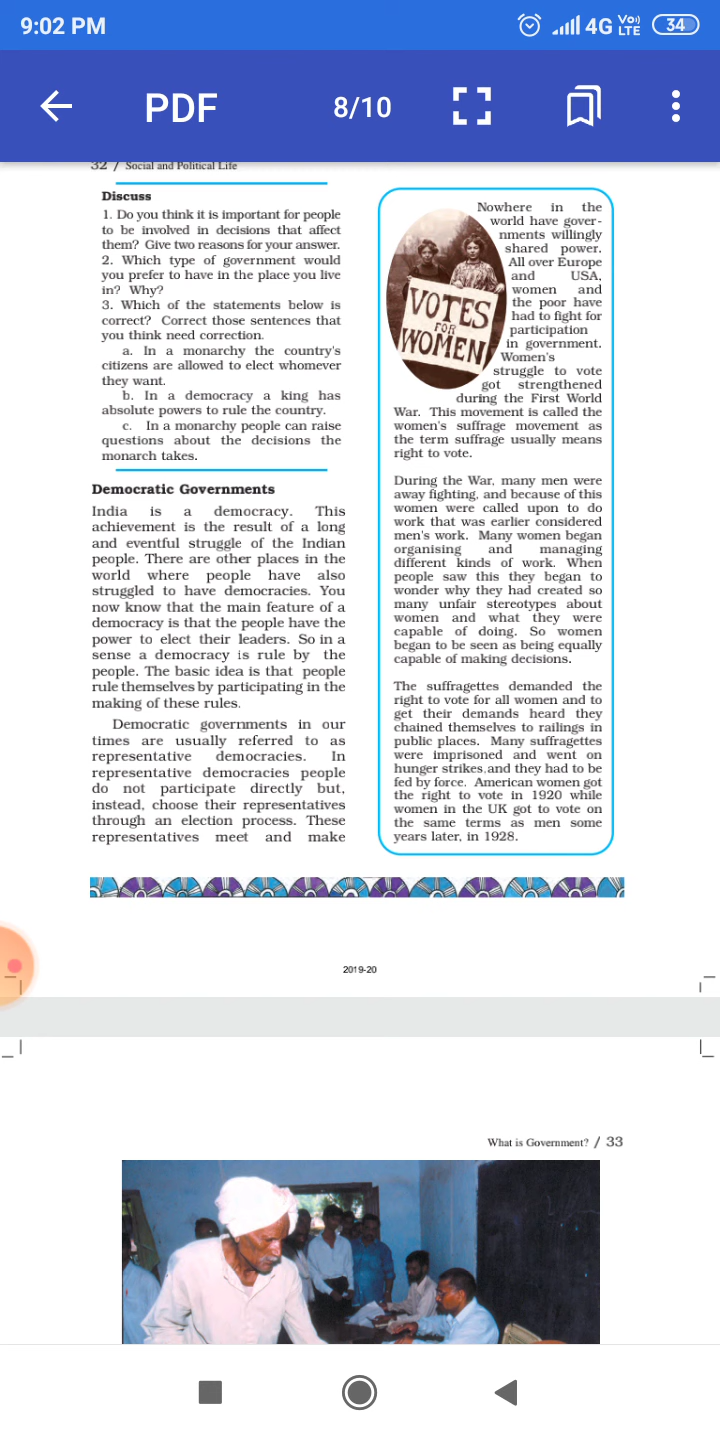 9:02 PM
4G
Vo))
LTE
34
PDF
8/10
32 / Social and Political Life
Discuss
1. Do you think it is important for people
to be involved in decisions that affect
them? Give two reasons for your answer.
2. Which type of government would
you prefer to have in the place you live
in? Why?
3. Which of the statements below is
correct? Correct those sentences that
you think need correction.
a. In a monarchy the country's
citizens are allowed to elect whomever
they want.
b. In a democracy a king has
absolute powers to rule the country.
c. In a monarchy people can raise
questions about the decisions the
monarch takes.
Democratic Governments
India is a democracy. This
achievement is the result of a long
and eventful struggle of the Indian
people. There are other places in the
world where people have also
struggled to have democracies. You
now know that the main feature of a
democracy is that the people have the
power to elect their leaders. So in a
sense a democracy is rule by the
people. The basic idea is that people
rule themselves by participating in the
making of these rules.
Democratic governments in our
times are usually referred to as
representative democracies. In
representative democracies people
do not participate directly but,
instead, choose their representatives
through an election process. These
representatives meet and make
VOTES
FOR
WOMEN
Nowhere in the
world have gover-
nments willingly
shared power.
All over Europe
and USA,
women and
the poor have
had to fight for
participation
in government.
Women's
struggle to vote
got strengthened
during the First World
War. This movement is called the
women's suffrage movement as
the term suffrage usually means
right to vote.
During the War, many men were
away fighting, and because of this
women were called upon to do
work that was earlier considered
men's work. Many women began
organising and managing
different kinds of work. When
people saw this they began to
wonder why they had created so
many unfair stereotypes about
women and what they were
capable of doing. So women
began to be seen as being equally
capable of making decisions.
The suffragettes demanded the
right to vote for all women and to
get their demands heard they
chained themselves to railings in
public places. Many suffragettes
were imprisoned and went on
hunger strikes,and they had to be
fed by force. American women got
the right to vote in 1920 while
women in the UK got to vote on
the same terms as men some
years later, in 1928.
2019-20
What is Government? / 33